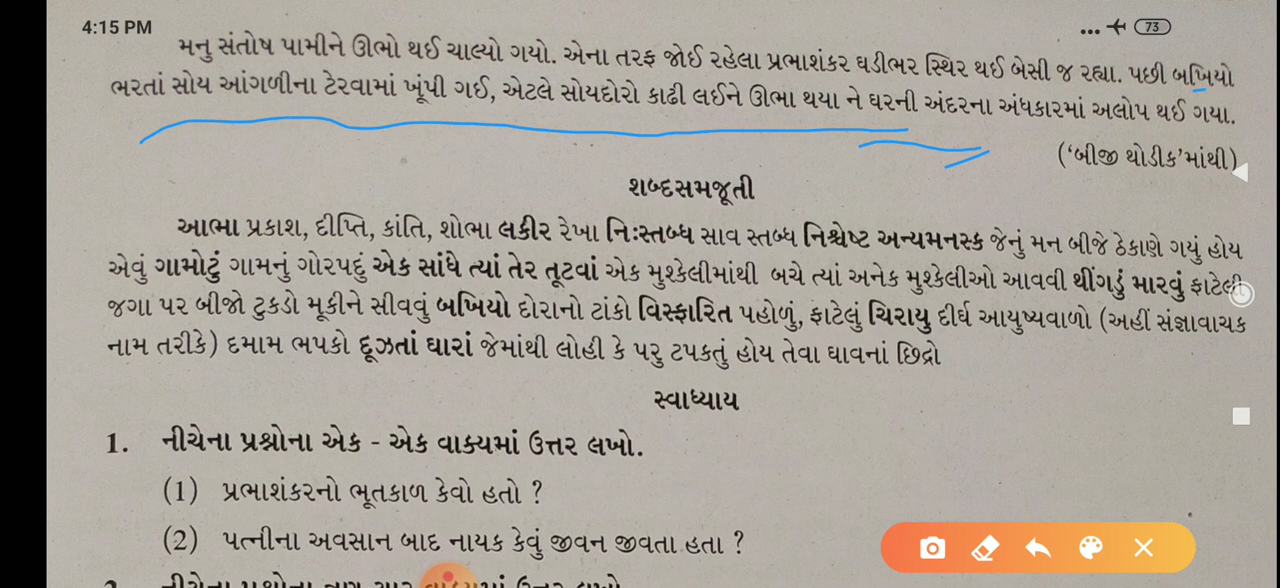 4:15 PM
73
મનુ સંતોષ પામીને ઊભો થઈ ચાલ્યો ગયો. એના તરફ જોઈ રહેલા પ્રભાશંકર ઘડીભર સ્થિર થઈ બેસી જ રહ્યા. પછી બખિયો
ભરતાં સોય આંગળીના ટેરવામાં ખૂંપી ગઈ, એટલે સોયદોરો કાઢી લઈને ઊભા થયા ને ઘરની અંદરના અંધકારમાં અલોપ થઈ ગયા.
(‘બીજી થોડીક’માંથી)
શબ્દસમજૂતી
આભા પ્રકાશ, દીપ્તિ, કાંતિ, શોભા લકીર રેખા નિઃસ્તબ્ધ સાવ સ્તબ્ધ નિશ્ચેષ્ટ અન્યમનસ્ક જેનું મન બીજે ઠેકાણે ગયું હોય
એવું ગામોટું ગામનું ગોરપદું એક સાંધે ત્યાં તેર તૂટવાં એક મુશ્કેલીમાંથી બચે ત્યાં અનેક મુશ્કેલીઓ આવવી થીંગડું મારવું ફાટેલી
જગા પર બીજો ટુકડો મૂકીને સીવવું બખિયો દોરાનો ટાંકો વિસ્ફારિત પહોળું, ફાટેલું ચિરાયુ દીર્ઘ આયુષ્યવાળો (અહીં સંજ્ઞાવાચક
નામ તરીકે) દમામ ભપકો દૂઝતાં ઘારાં જેમાંથી લોહી કે પરુ ટપકતું હોય તેવા ઘાવનાં છિદ્રો
સ્વાધ્યાય
1. નીચેના પ્રશ્નોના એક - એક વાક્યમાં ઉત્તર લખો.
(1) પ્રભાશંકરનો ભૂતકાળ કેવો હતો ?
(2) પત્નીના અવસાન બાદ નાયક કેવું જીવન જીવતા હતા ?